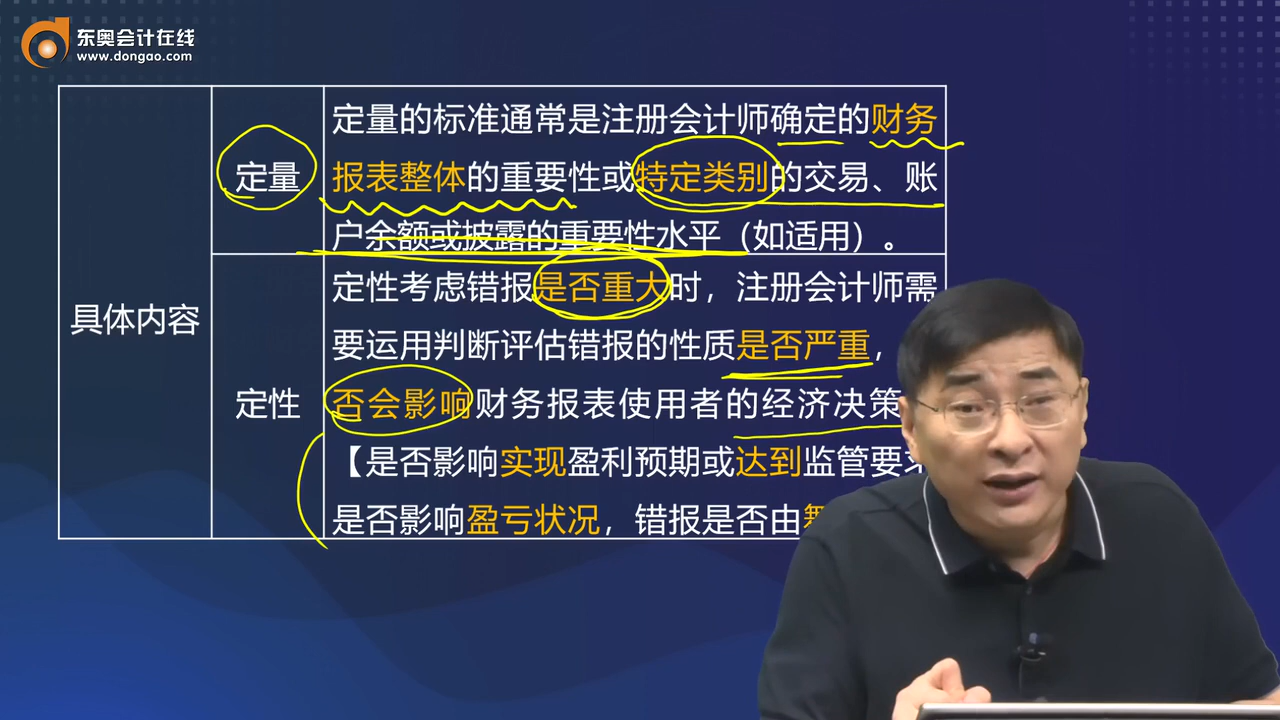 东奥会计在线
www.dongao.com
具体内容
定量
定量的标准通常是注册会计师确定的财务
报表整体的重要性或特定类别的交易、账
户余额或披露的重要性水平（如适用）。
定性
定性考虑错报是否重大时，注册会计师需
要运用判断评估错报的性质是否严重，
否会影响财务报表使用者的经济决策
【是否影响实现盈利预期或达到监管要
是否影响盈亏状况，错报是否由